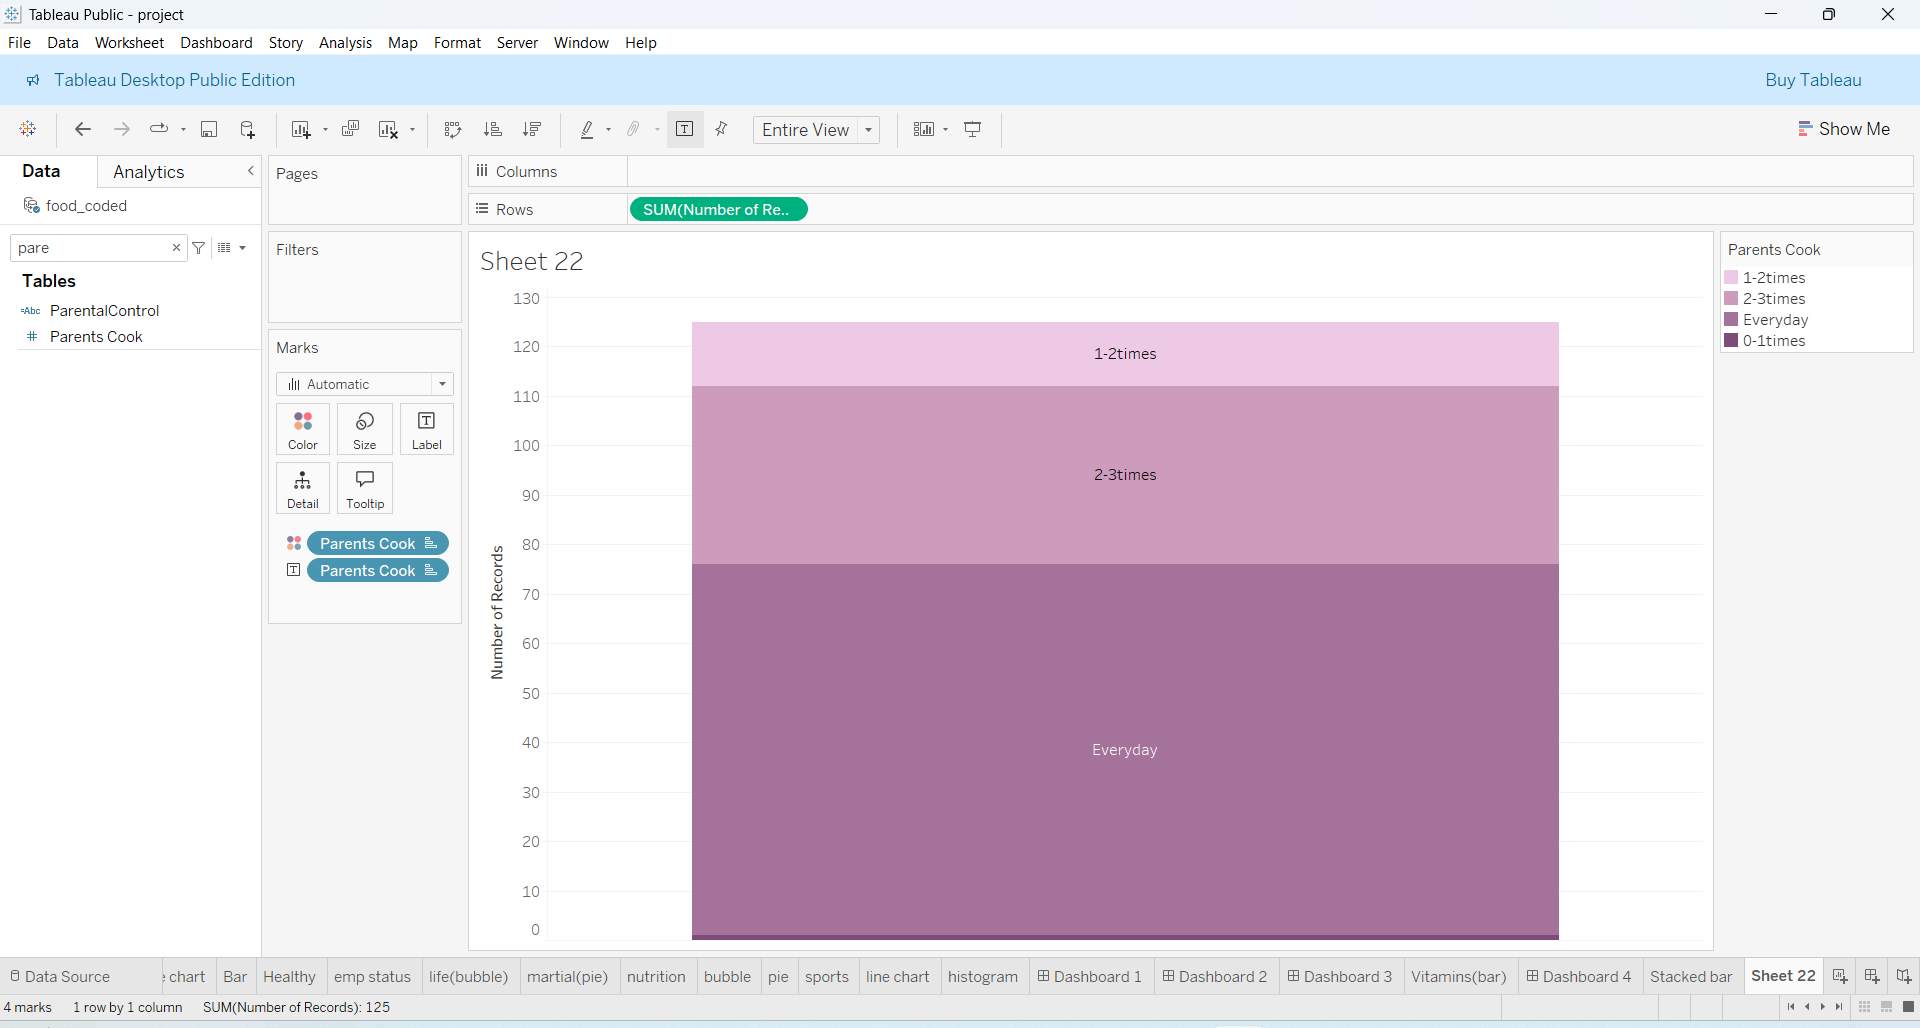 Tableau Public - project
File Data Worksheet Dashboard Story Analysis Map Format Server Window Help
Tableau Desktop Public Edition
Buy Tableau
Entire View
Show Me
Data
Analytics
food_coded
pare
Tables
Abc ParentalControl
# Parents Cook
Pages
Filters
Marks
Automatic
Color
Size
Label
Detail
Tooltip
Parents Cook
Parents Cook
Columns
Rows
SUM(Number of Re..
Sheet 22
Number of Records
130
120
110
100
90
80
70
60
50
40
30
20
10
0
1-2times
2-3times
Everyday
Parents Cook
1-2times
2-3times
Everyday
0-1times
Data Source
chart
Bar
Healthy
emp status
life(bubble)
martial(pie)
nutrition
bubble
pie
sports
line chart
histogram
Dashboard 1
Dashboard 2
Dashboard 3
Vitamins(bar)
Dashboard 4
Stacked bar
Sheet 22
4 marks
1 row by 1 column
SUM(Number of Records): 125